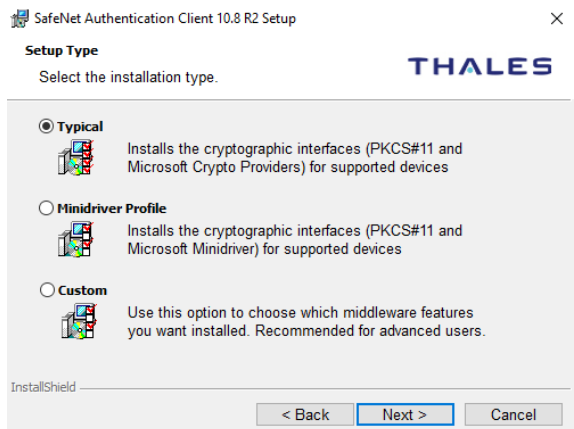 SafeNet Authentication Client 10.8 R2 Setup
Setup Type
Select the installation type.
THALES
Typical
Installs the cryptographic interfaces (PKCS#11 and
Microsoft Crypto Providers) for supported devices
Minidriver Profile
Installs the cryptographic interfaces (PKCS#11 and
Microsoft Minidriver) for supported devices
Custom
Use this option to choose which middleware features
you want installed. Recommended for advanced users.
InstallShield
< Back
Next >
Cancel